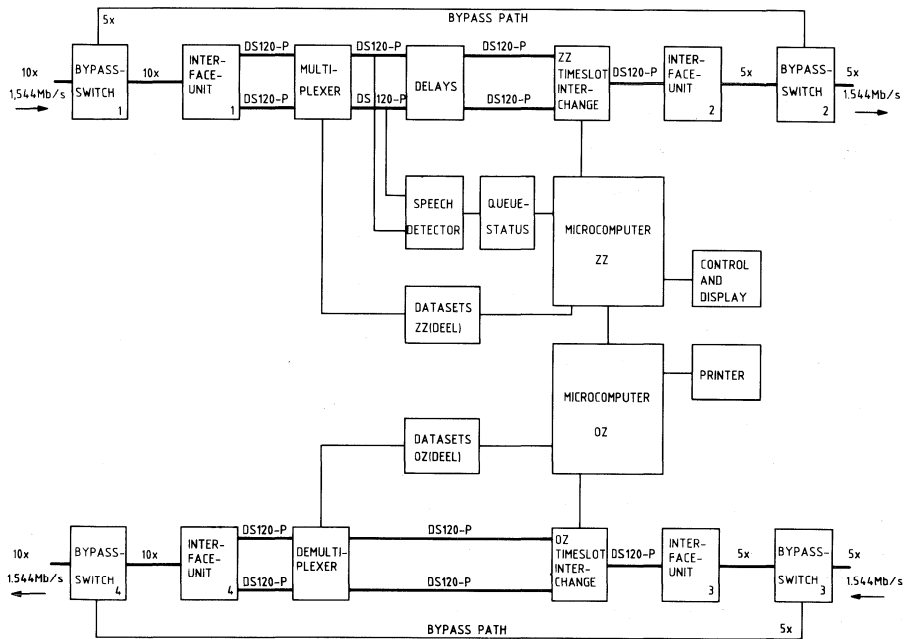 5x
BYPASS PATH
5x
10x
1,544Mb/s
BYPASS-
SWITCH
1
10x
INTER-
FACE-
UNIT
1
DS120-P
DS120-P
MULTI-
PLEXER
DS120-P
DS 120-P
DELAYS
DS120-P
DS120-P
ZZ
TIMESLOT
INTER-
CHANGE
DS120-P
INTER-
FACE-
UNIT
2
5x
BYPASS-
SWITCH
2
5x
1.544Mb/s
SPEECH
DETECTOR
QUEUE-
STATUS
MICROCOMPUTER
ZZ
CONTROL
AND
DISPLAY
DATASETS
ZZ(DEEL)
MICROCOMPUTER
OZ
PRINTER
DATASETS
OZ(DEEL)
10x
1.544Mb/s
BYPASS-
SWITCH
4
10x
INTER-
FACE-
UNIT
4
DS120-P
DS120-P
DEMULTI-
PLEXER
DS120-P
DS120-P
OZ
TIMESLOT
INTER-
CHANGE
DS120-P
INTER-
FACE-
UNIT
3
5x
BYPASS-
SWITCH
3
5x
1.544Mb/s
BYPASS PATH
5x